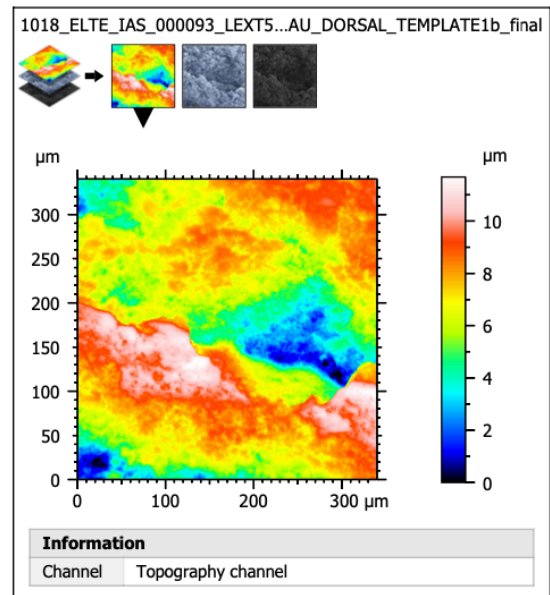 1018_ELTE_IAS_000093_LEXT5...AU_DORSAL_TEMPLATE1b_final
µm
µm
300
250
200
150
100
50
0
0
100
200
300 µm
10
8
6
4
2
0
Information
Channel Topography channel